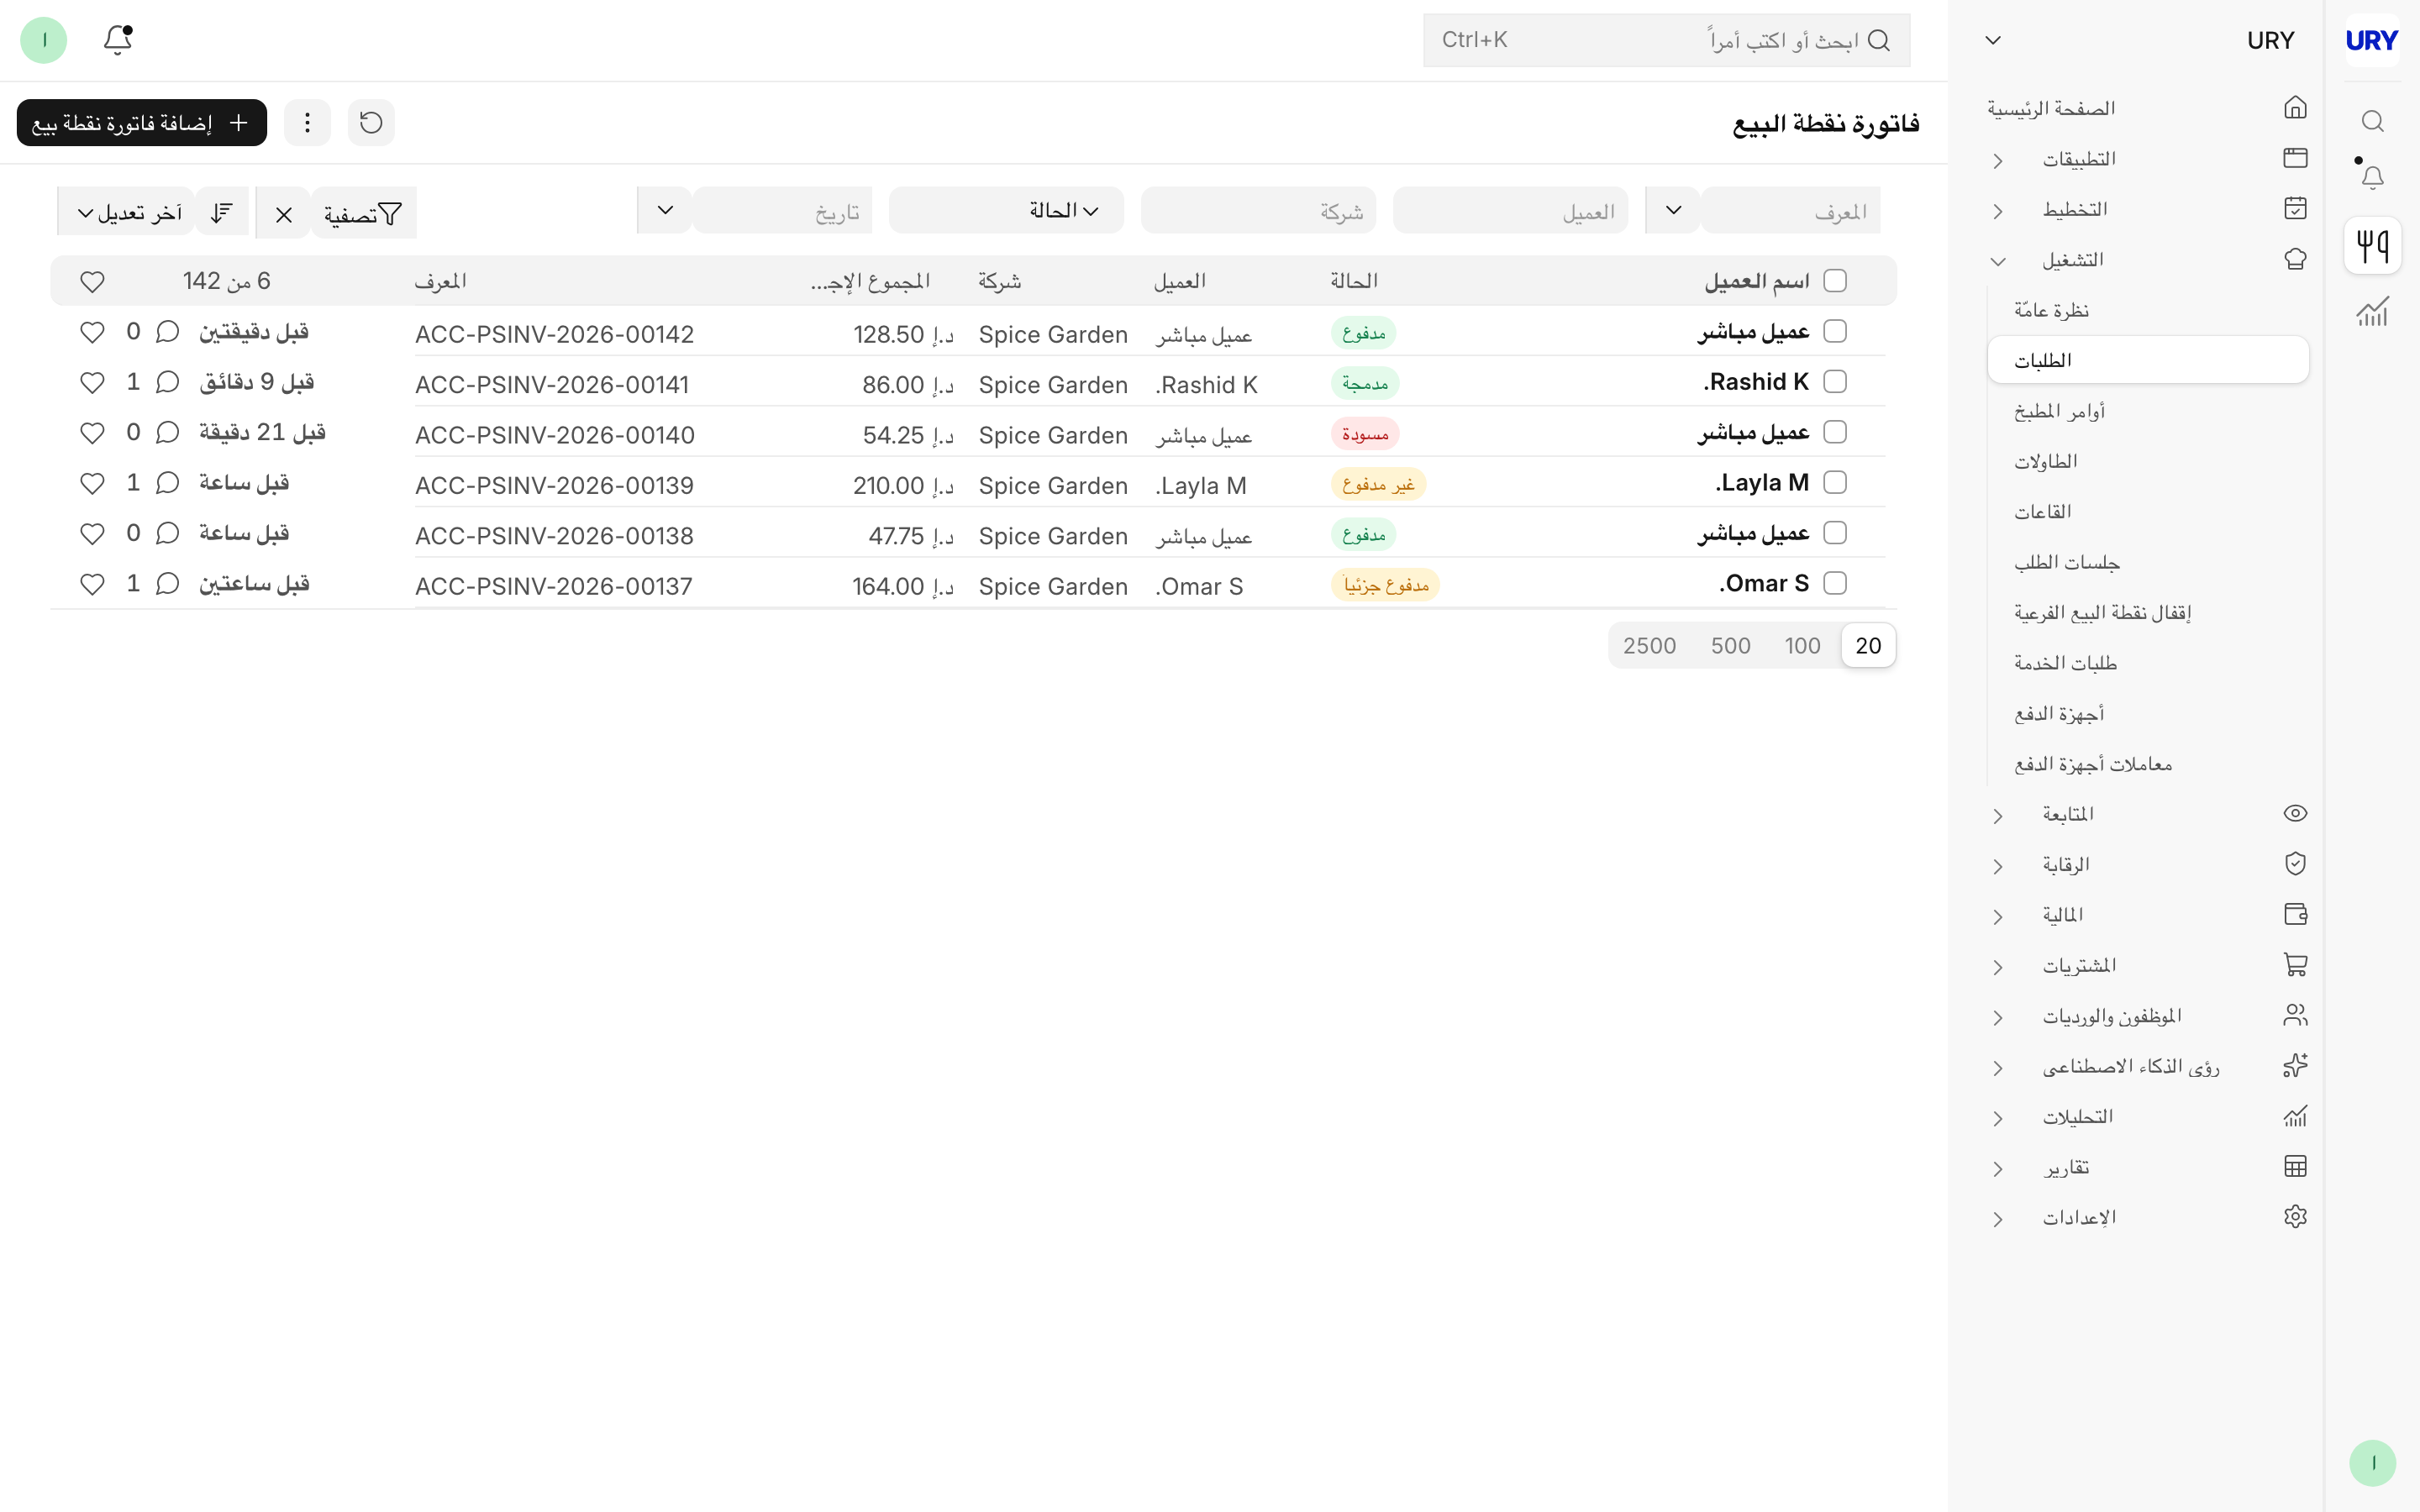 URY
URY
ابحث أو اكتب أمراً
Ctrl+K
ا
الصفحة الرئيسية
التطبيقات
التخطيط
التشغيل
نظرة عامّة
الطلبات
أوامر المطبخ
الطاولات
القاعات
جلسات الطلب
إقفال نقطة البيع الفرعية
طلبات الخدمة
أجهزة الدفع
معاملات أجهزة الدفع
المتابعة
الرقابة
المالية
المشتريات
الموظفون والورديات
رؤى الذكاء الاصطناعي
التحليلات
تقارير
الإعدادات
ا
فاتورة نقطة البيع
إضافة فاتورة نقطة بيع
المعرف العميل شركة الحالة تاريخ تصفية آخر تعديل
اسم العميل الحالة العميل شركة المجموع الإجـ... المعرف 6 من 142
عميل مباشر مدفوع عميل مباشر Spice Garden د.إ 128.50 ACC-PSINV-2026-00142 قبل دقيقتين 0
Rashid K. مدمجة Rashid K. Spice Garden د.إ 86.00 ACC-PSINV-2026-00141 قبل 9 دقائق 1
عميل مباشر مسودة عميل مباشر Spice Garden د.إ 54.25 ACC-PSINV-2026-00140 قبل 21 دقيقة 0
Layla M. غير مدفوع Layla M. Spice Garden د.إ 210.00 ACC-PSINV-2026-00139 قبل ساعة 1
عميل مباشر مدفوع عميل مباشر Spice Garden د.إ 47.75 ACC-PSINV-2026-00138 قبل ساعة 0
Omar S. مدفوع جزئياً Omar S. Spice Garden د.إ 164.00 ACC-PSINV-2026-00137 قبل ساعتين 1
20 100 500 2500